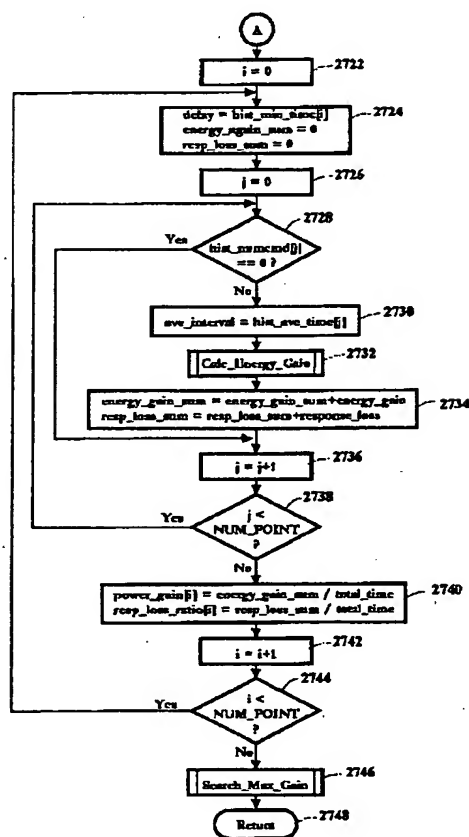 A
i = 0
2722
delay = hist_min_time[i]
energy_again_sum = 0
resp_loss_sum = 0
2724
j = 0
2726
2728
Yes
hist_numcmd[j]
== 0 ?
No
ave_interval = hist_ave_time[j]
2730
Calc_Energy_Gain
2732
energy_gain_sum = energy_gain_sum+energy_gain
resp_loss_sum = resp_loss_sum+response_loss
2734
j = j+1
2736
2738
Yes
j <
NUM_POINT
?
No
power_gain[i] = energy_gain_sum / total_time
resp_loss_ratio[i] = resp_loss_sum / total_time
2740
i = i+1
2742
2744
Yes
i <
NUM_POINT
?
No
Search_Max_Gain
2746
Return
2748